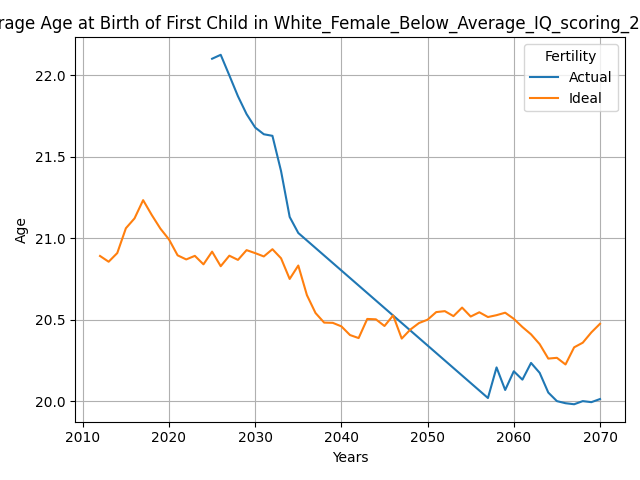 rage Age at Birth of First Child in White_Female_Below_Average_IQ_scoring_2
Fertility
Actual
Ideal
Age
22.0
21.5
21.0
20.5
20.0
2010 2020 2030 2040 2050 2060 2070
Years